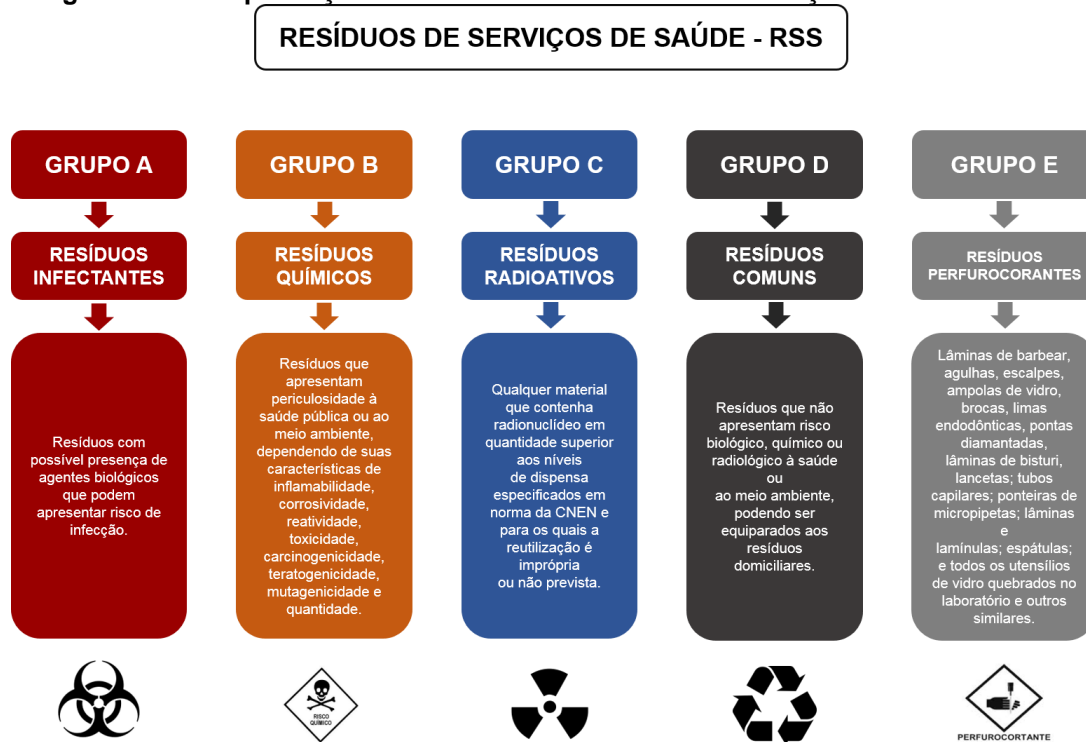 RESÍDUOS DE SERVIÇOS DE SAÚDE - RSS
GRUPO A
RESÍDUOS
INFECTANTES
Resíduos com
possível presença de
agentes biológicos
que podem
apresentar risco de
infecção.
GRUPO B
RESÍDUOS
QUÍMICOS
Resíduos que
apresentam
periculosidade à
saúde pública ou ao
meio ambiente,
dependendo de suas
características de
inflamabilidade,
corrosividade,
reatividade,
toxicidade,
carcinogenicidade,
teratogenicidade,
mutagenicidade e
quantidade.
RISCO
QUÍMICO
GRUPO C
RESÍDUOS
RADIOATIVOS
Qualquer material
que contenha
radionuclídeo em
quantidade superior
aos níveis
de dispensa
especificados em
norma da CNEN e
para os quais a
reutilização é
imprópria
ou não prevista.
GRUPO D
RESÍDUOS
COMUNS
Resíduos que não
apresentam risco
biológico, químico ou
radiológico à saúde
ou
ao meio ambiente,
podendo ser
equiparados aos
resíduos
domiciliares.
GRUPO E
RESÍDUOS
PERFUROCORANTES
Lâminas de barbear,
agulhas, escalpes,
ampolas de vidro,
brocas, limas
endodônticas, pontas
diamantadas,
lâminas de bisturi,
lancetas; tubos
capilares; ponteiras de
micropipetas; lâminas
e
lamínulas; espátulas;
e todos os utensílios
de vidro quebrados no
laboratório e outros
similares.
PERFUROCORTANTE